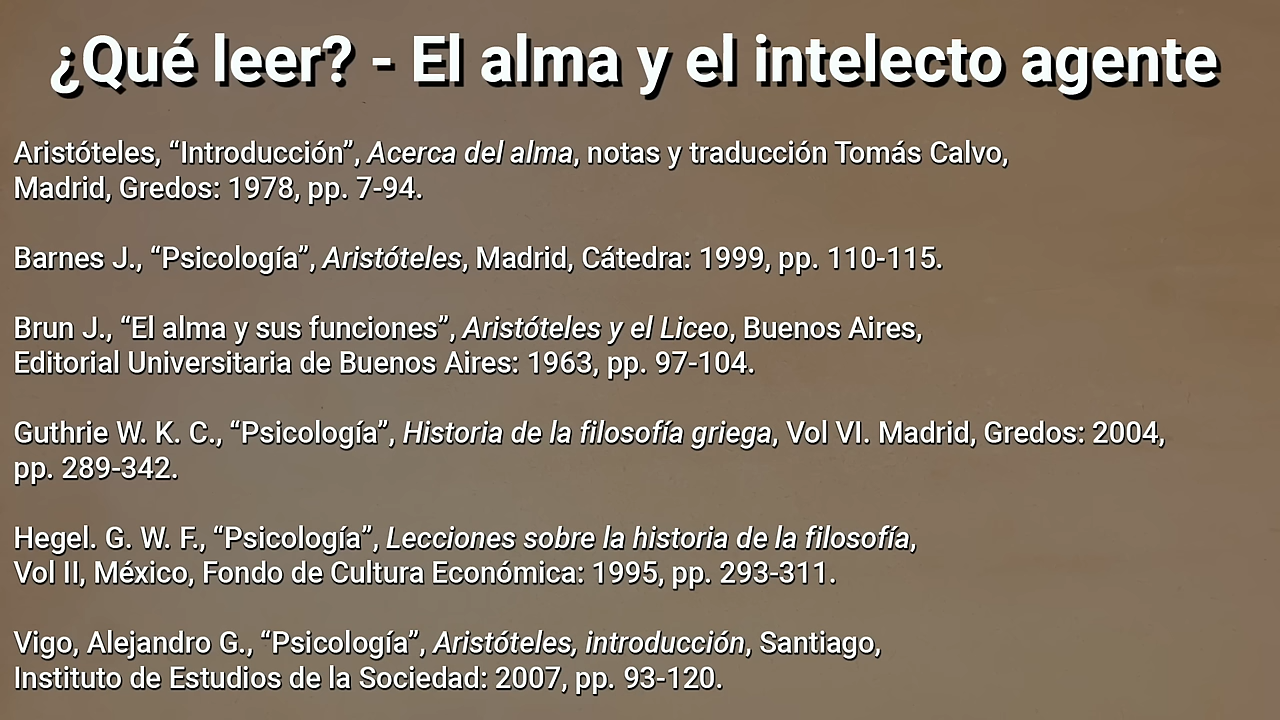 ¿Qué leer? - El alma y el intelecto agente
Aristóteles, “Introducción”, Acerca del alma, notas y traducción Tomás Calvo,
Madrid, Gredos: 1978, pp. 7-94.
Barnes J., “Psicología”, Aristóteles, Madrid, Cátedra: 1999, pp. 110-115.
Brun J., “El alma y sus funciones”, Aristóteles y el Liceo, Buenos Aires,
Editorial Universitaria de Buenos Aires: 1963, pp. 97-104.
Guthrie W. K. C., “Psicología”, Historia de la filosofía griega, Vol VI. Madrid, Gredos: 2004,
pp. 289-342.
Hegel. G. W. F., “Psicología”, Lecciones sobre la historia de la filosofía,
Vol II, México, Fondo de Cultura Económica: 1995, pp. 293-311.
Vigo, Alejandro G., “Psicología”, Aristóteles, introducción, Santiago,
Instituto de Estudios de la Sociedad: 2007, pp. 93-120.